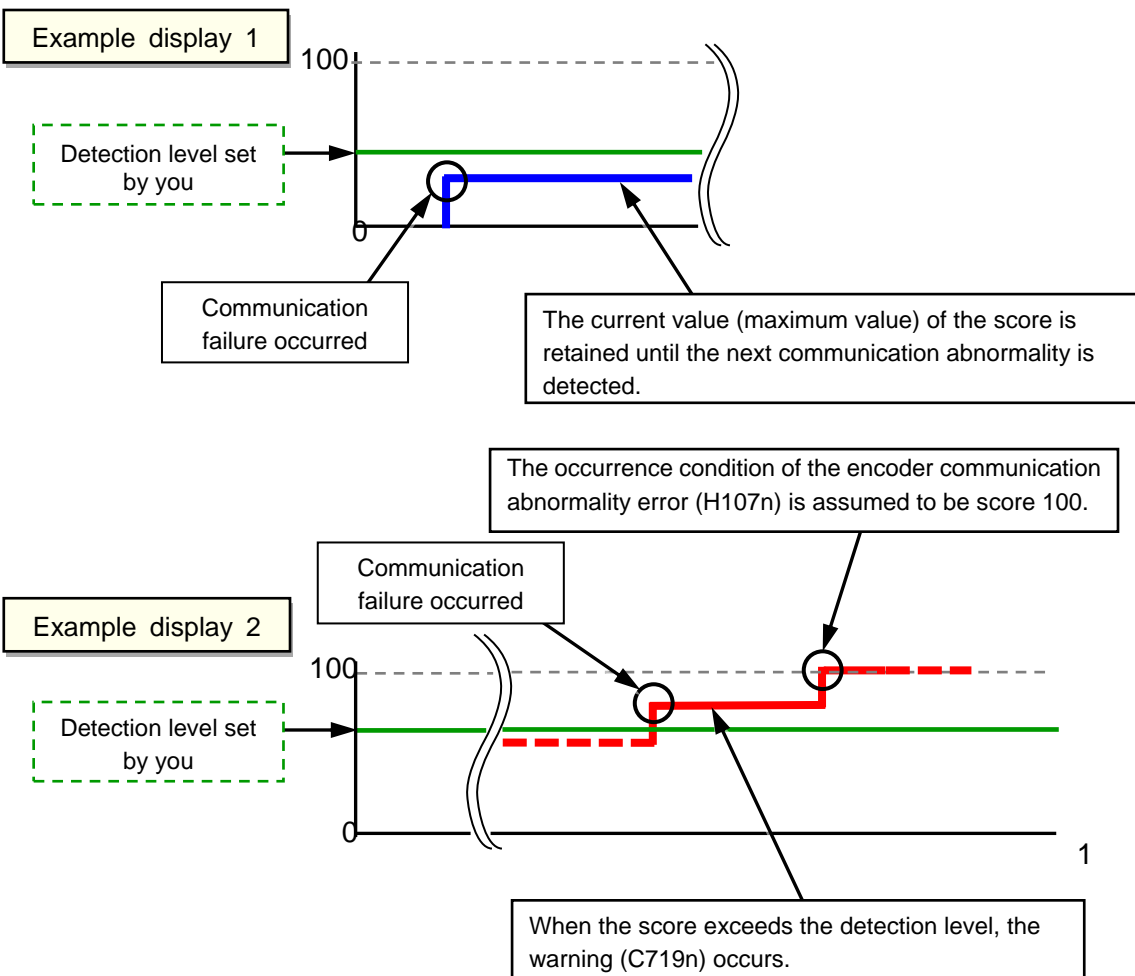 Example display 1
100
Detection level set
by you
0
Communication
failure occurred
The current value (maximum value) of the score is
retained until the next communication abnormality is
detected.
The occurrence condition of the encoder communication
abnormality error (H107n) is assumed to be score 100.
Communication
failure occurred
Example display 2
100
Detection level set
by you
0
1
When the score exceeds the detection level, the
warning (C719n) occurs.